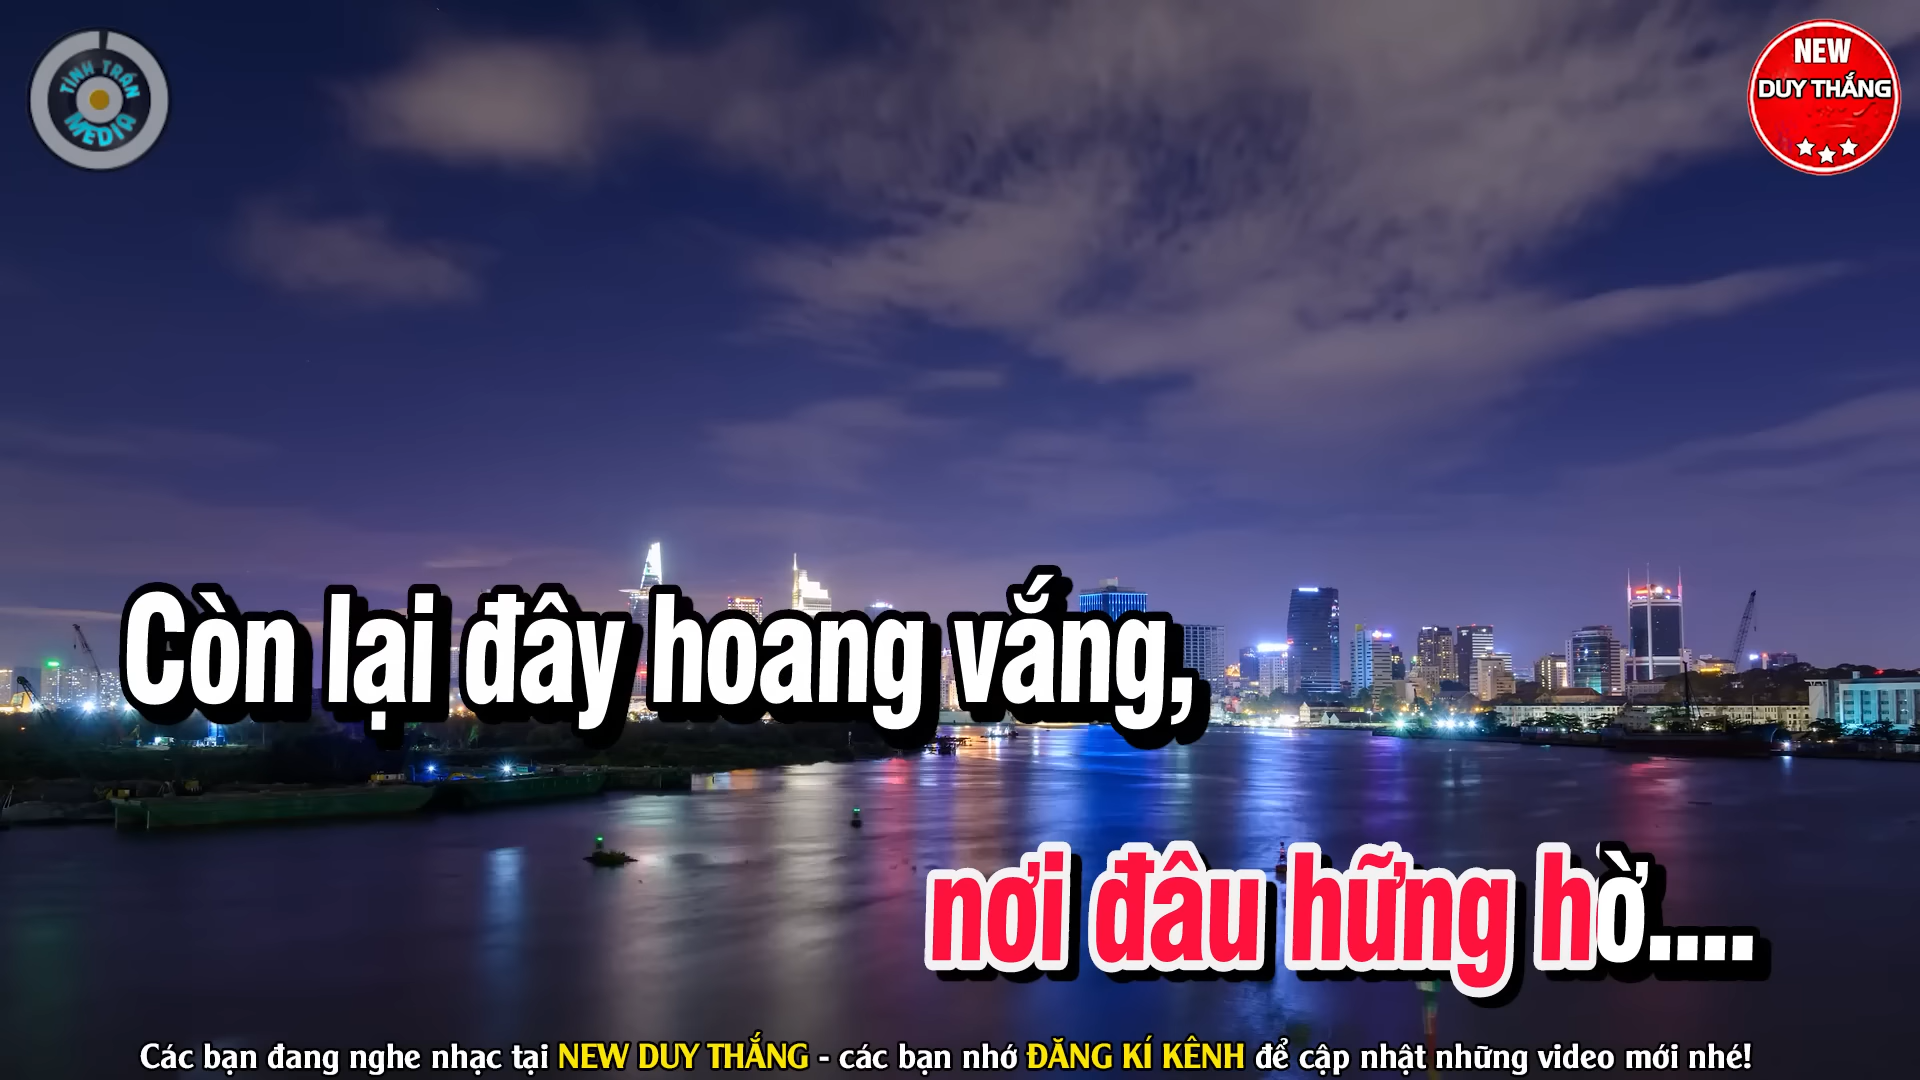 TÌNH TRẦN
MEDIA
NEW
DUY THẮNG
Còn lại đây hoang vắng,
nơi đâu hững hờ....
Các bạn đang nghe nhạc tại NEW DUY THẮNG - các bạn nhớ ĐĂNG KÍ KÊNH để cập nhật những video mới nhé!